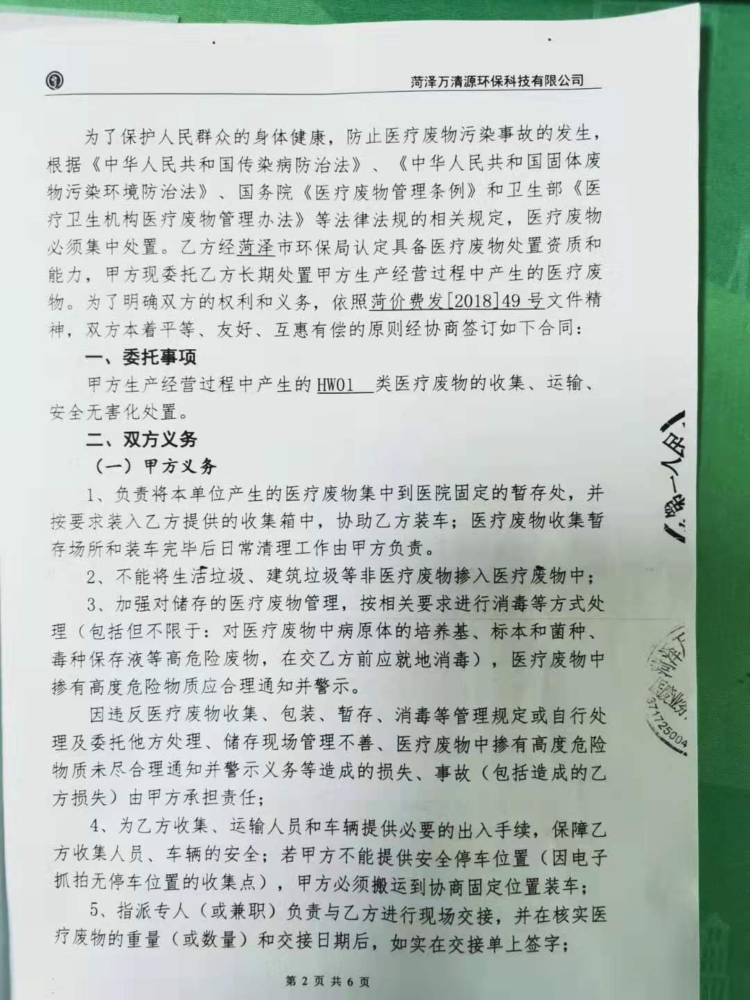 菏泽万清源环保科技有限公司
为了保护人民群众的身体健康，防止医疗废物污染事故的发生，
根据《中华人民共和国传染病防治法》、《中华人民共和国固体废
物污染环境防治法》、国务院《医疗废物管理条例》和卫生部《医
疗卫生机构医疗废物管理办法》等法律法规的相关规定，医疗废物
必须集中处置。乙方经菏泽市环保局认定具备医疗废物处置资质和
能力，甲方现委托乙方长期处置甲方生产经营过程中产生的医疗废
物。为了明确双方的权利和义务，依照菏价费发[2018]49 号文件精
神，双方本着平等、友好、互惠有偿的原则经协商签订如下合同：
一、委托事项
甲方生产经营过程中产生的 HW01 类医疗废物的收集、运输、
安全无害化处置。
二、双方义务
（一）甲方义务
1、负责将本单位产生的医疗废物集中到医院固定的暂存处，并
按要求装入乙方提供的收集箱中，协助乙方装车；医疗废物收集暂
存场所和装车完毕后日常清理工作由甲方负责。
2、不能将生活垃圾、建筑垃圾等非医疗废物掺入医疗废物中；
3、加强对储存的医疗废物管理，按相关要求进行消毒等方式处
理（包括但不限于：对医疗废物中病原体的培养基、标本和菌种、
毒种保存液等高危险废物，在交乙方前应就地消毒），医疗废物中
掺有高度危险物质应合理通知并警示。
因违反医疗废物收集、包装、暂存、消毒等管理规定或自行处
理及委托他方处理、储存现场管理不善、医疗废物中掺有高度危险
物质未尽合理通知并警示义务等造成的损失、事故（包括造成的乙
方损失）由甲方承担责任；
4、为乙方收集、运输人员和车辆提供必要的出入手续，保障乙
方收集人员、车辆的安全；若甲方不能提供安全停车位置（因电子
抓拍无停车位置的收集点），甲方必须搬运到协商固定位置装车；
5、指派专人（或兼职）负责与乙方进行现场交接，并在核实医
疗废物的重量（或数量）和交接日期后，如实在交接单上签字；
371725004
第 2 页 共 6 页